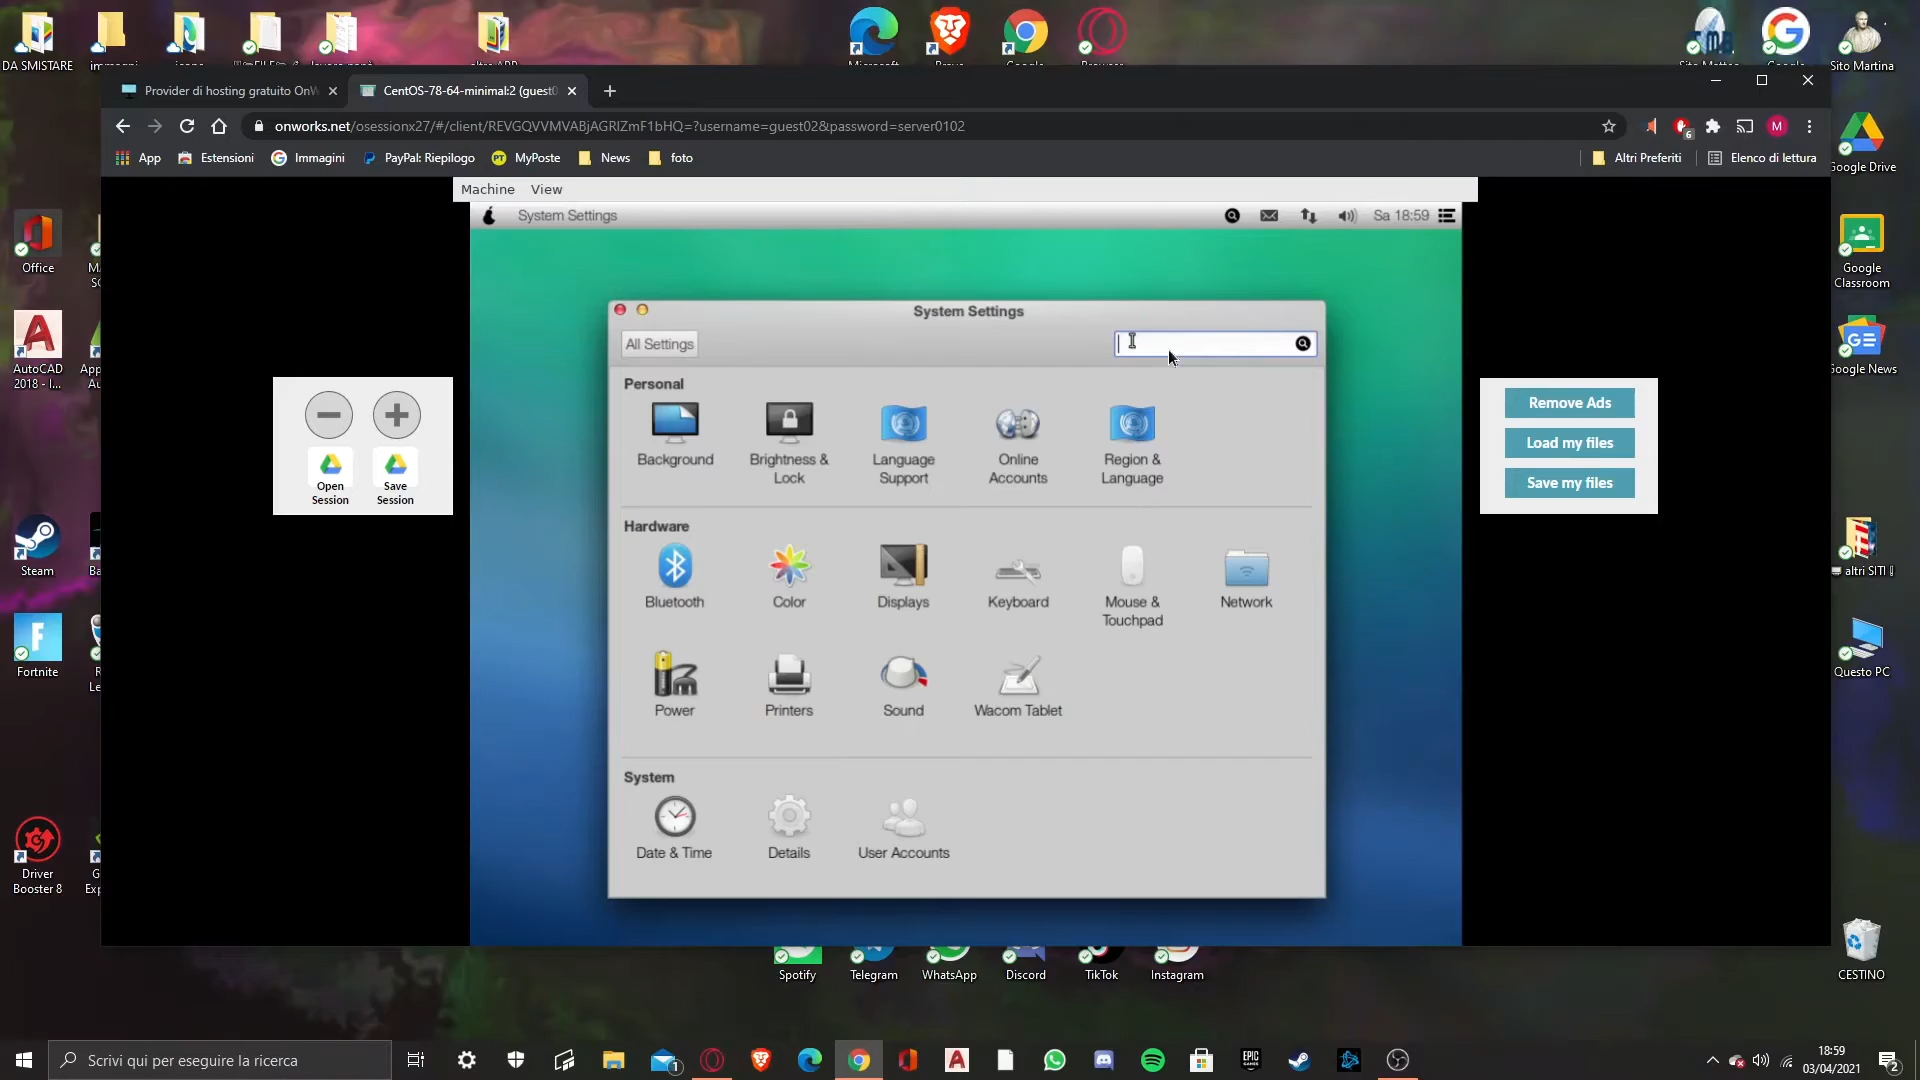 DA SMISTARE
Sito Martina
Provider di hosting gratuito OnW
CentOS-78-64-minimal:2 (guest0
onworks.net/osessionx27/#/client/REVGQVVMVABjAGRlZmF1bHQ=?username=guest02&password=server0102
6
M
App
Estensioni
Immagini
PayPal: Riepilogo
MyPoste
News
foto
Altri Preferiti
Elenco di lettura
Google Drive
Machine View
System Settings
Sa 18:59
System Settings
All Settings
Personal
Background
Brightness &
Lock
Language
Support
Online
Accounts
Region &
Language
Hardware
Bluetooth
Color
Displays
Keyboard
Mouse &
Touchpad
Network
Power
Printers
Sound
Wacom Tablet
System
Date & Time
Details
User Accounts
Open
Session
Save
Session
Remove Ads
Load my files
Save my files
Office
AutoCAD
2018 - I...
Steam
Fortnite
Driver
Booster 8
Google
Classroom
Google News
altri SITI
Questo PC
CESTINO
Spotify
Telegram
WhatsApp
Discord
TikTok
Instagram
Scrivi qui per eseguire la ricerca
1
EPIC
GAMES
18:59
03/04/2021
2